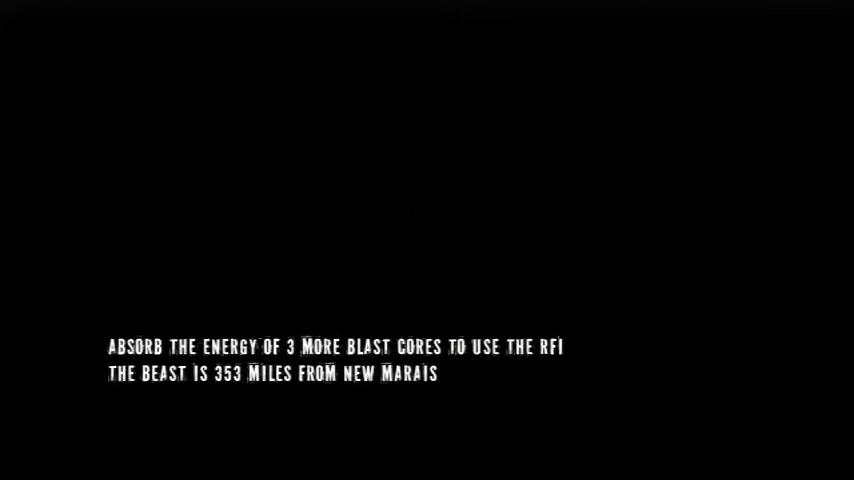 ABSORB THE ENERGY OF 3 MORE BLAST CORES TO USE THE RFI
THE BEAST IS 353 MILES FROM NEW MARAIS